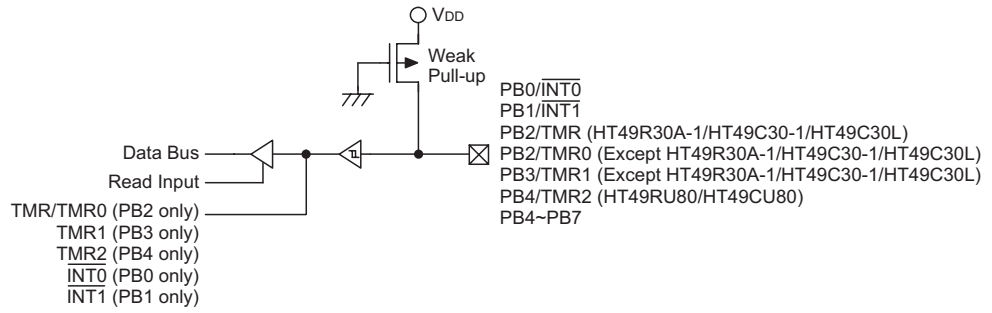 VDD
Weak
Pull-up
PB0/INT0
PB1/INT1
PB2/TMR (HT49R30A-1/HT49C30-1/HT49C30L)
PB2/TMR0 (Except HT49R30A-1/HT49C30-1/HT49C30L)
PB3/TMR1 (Except HT49R30A-1/HT49C30-1/HT49C30L)
PB4/TMR2 (HT49RU80/HT49CU80)
PB4~PB7
Data Bus
Read Input
TMR/TMR0 (PB2 only)
TMR1 (PB3 only)
TMR2 (PB4 only)
INT0 (PB0 only)
INT1 (PB1 only)